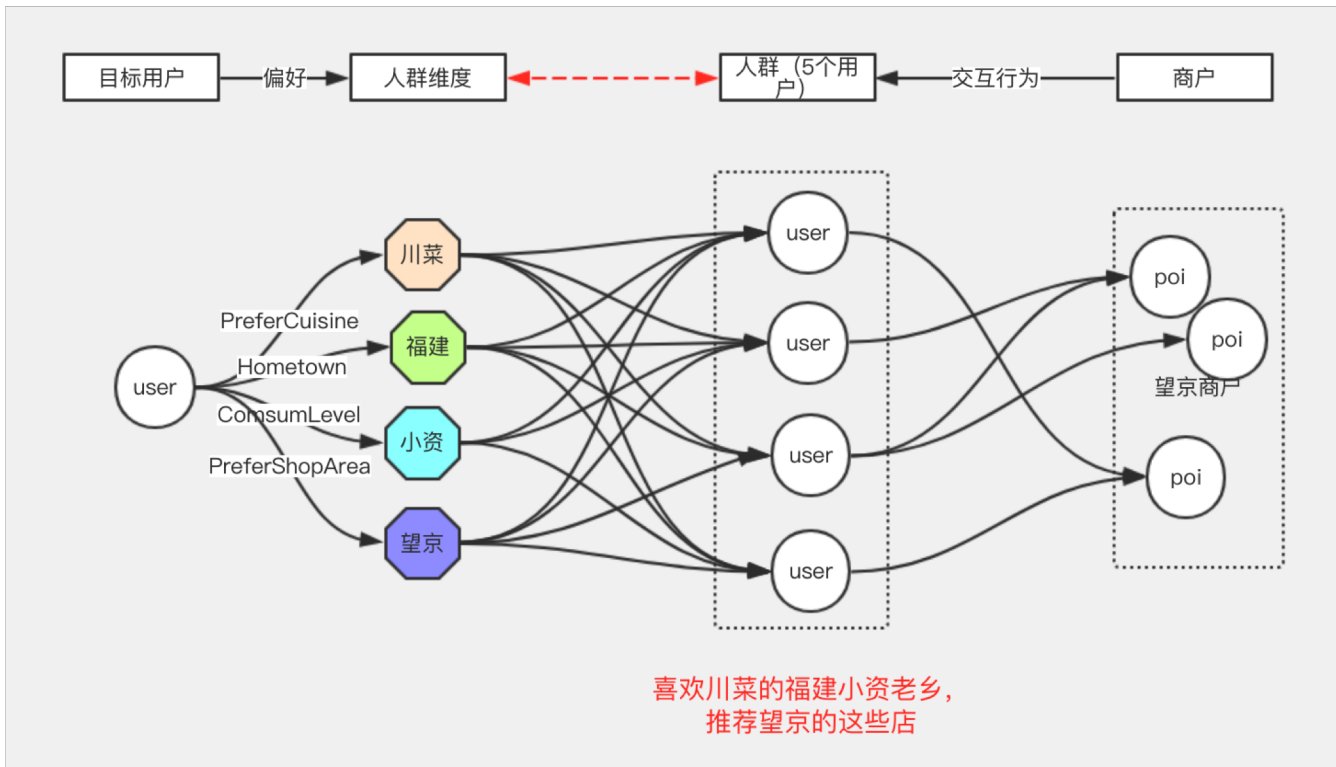 目标用户
偏好
人群维度
人群（5个用
户）
交互行为
商户
user
PreferCuisine
Hometown
ComsumLevel
PreferShopArea
川菜
福建
小资
望京
user
user
user
user
poi
poi
望京商户
poi
喜欢川菜的福建小资老乡，
推荐望京的这些店